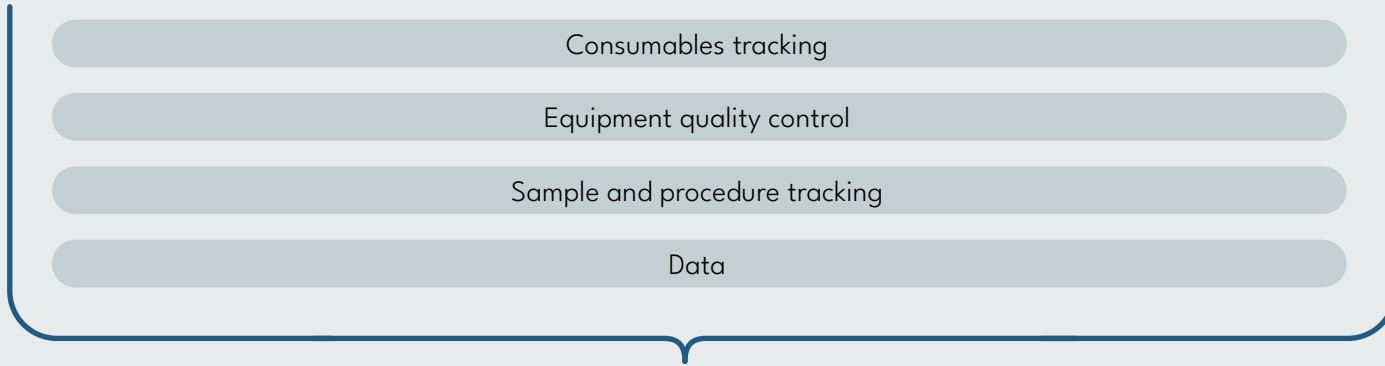 Consumables tracking
Equipment quality control
Sample and procedure tracking
Data